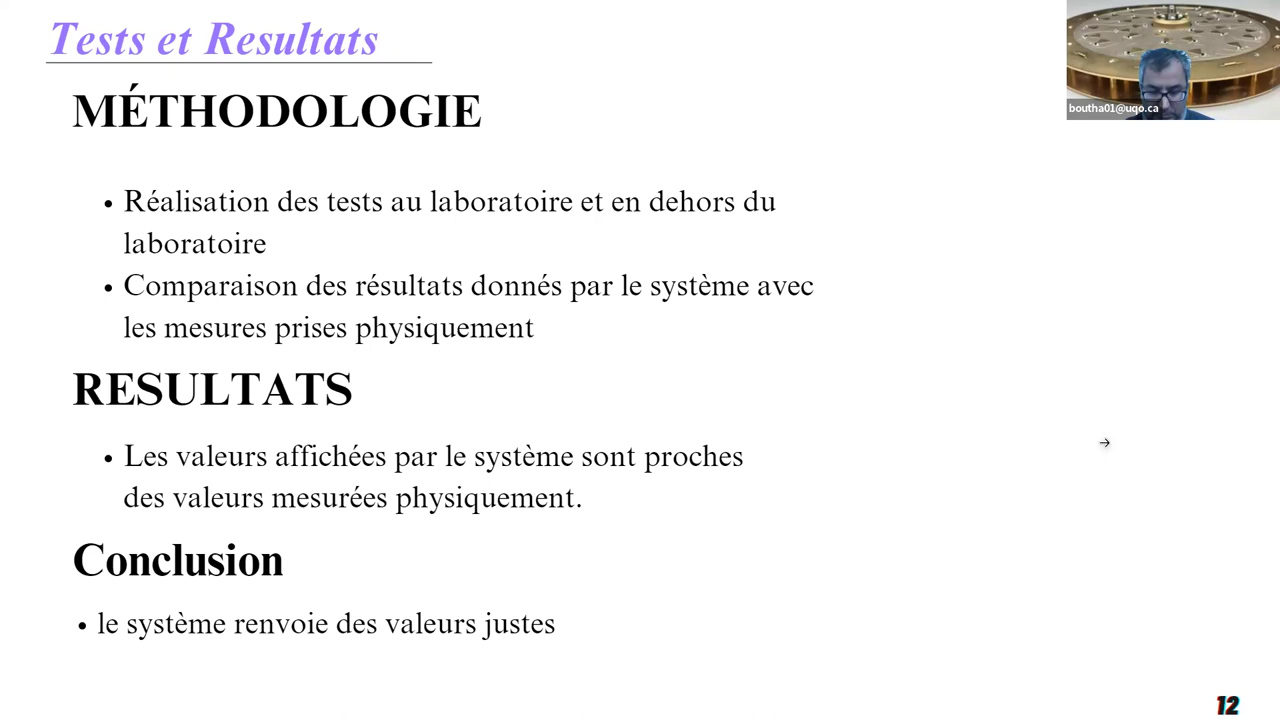 Tests et Resultats
boutha01@uqo.ca
MÉTHODOLOGIE
• Réalisation des tests au laboratoire et en dehors du
laboratoire
• Comparaison des résultats donnés par le système avec
les mesures prises physiquement
RESULTATS
• Les valeurs affichées par le système sont proches
des valeurs mesurées physiquement.
Conclusion
• le système renvoie des valeurs justes
12